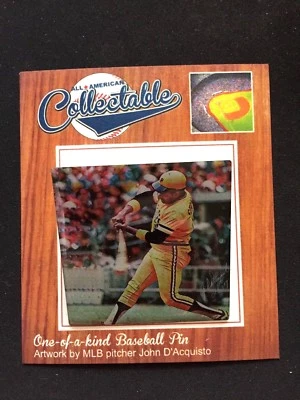 ALL★AMERICAN
Collectable
One-of-a-kind Baseball Pin
Artwork by MLB pitcher John D'Acquisto